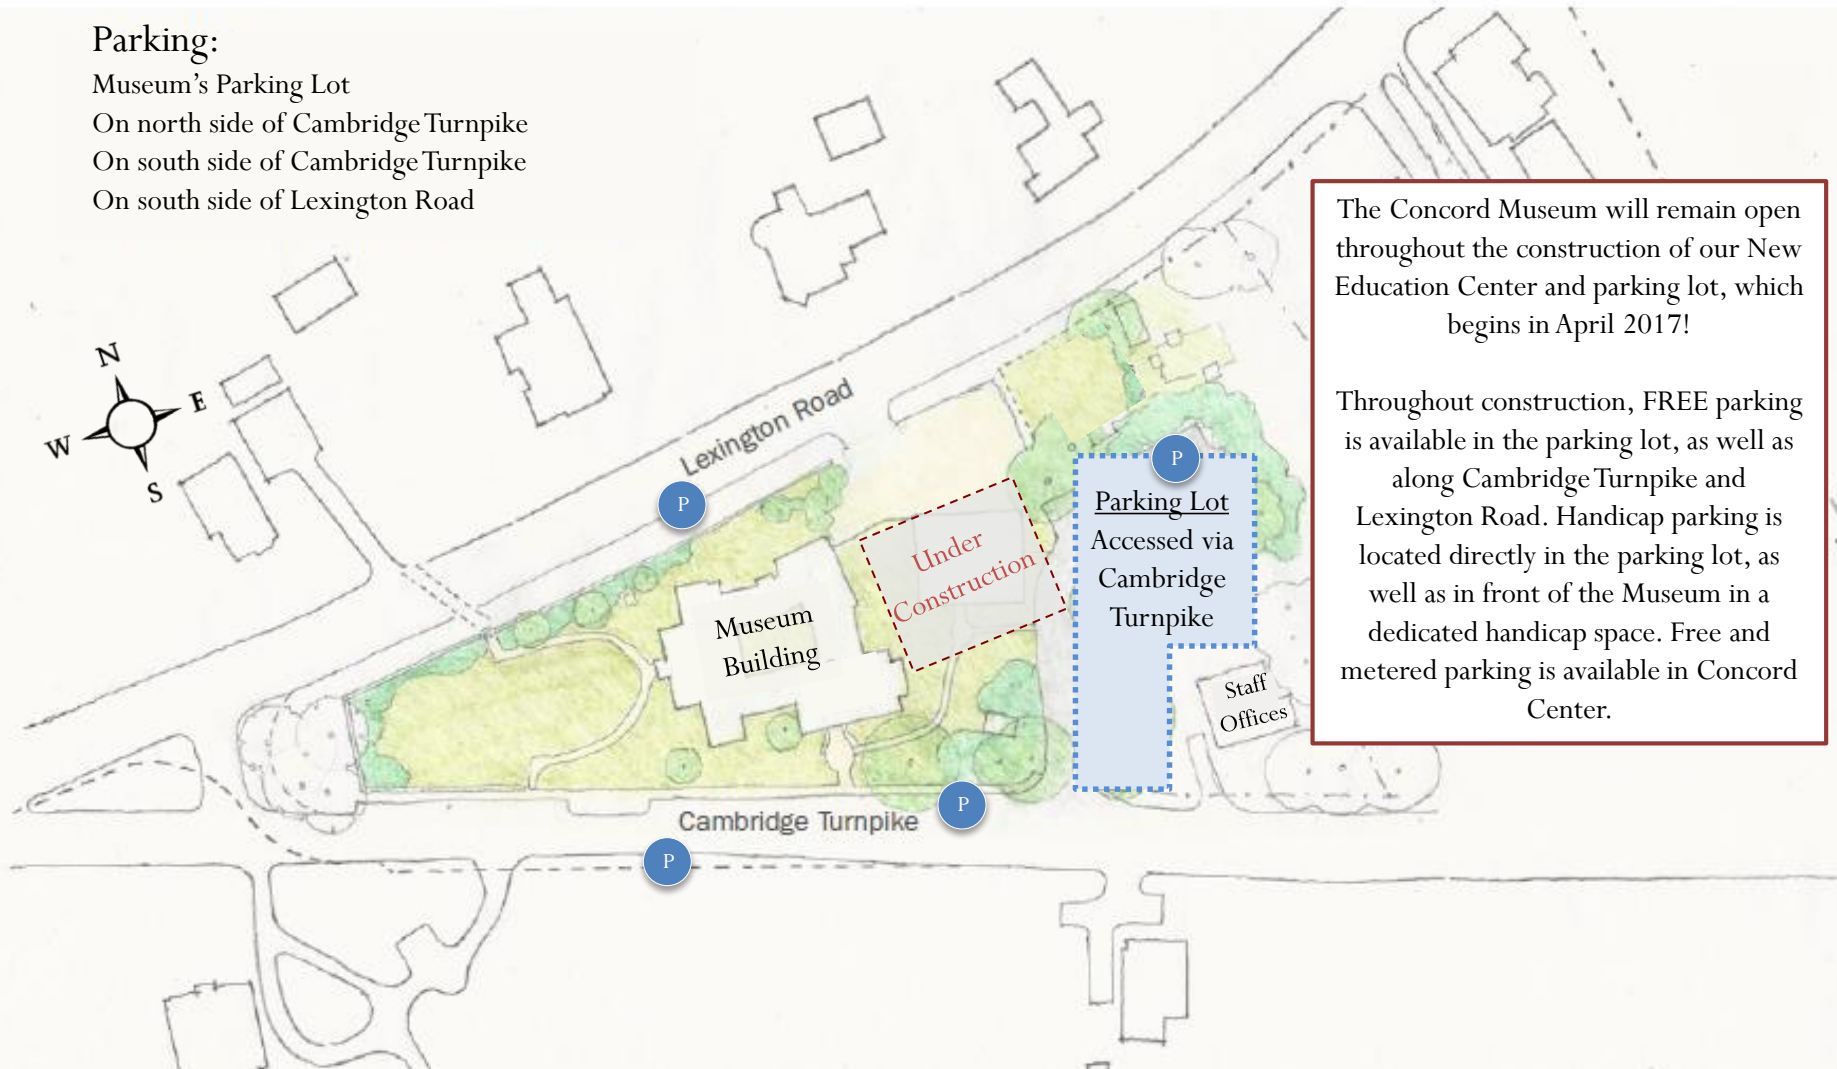 Parking:
Museum's Parking Lot
On north side of Cambridge Turnpike
On south side of Cambridge Turnpike
On south side of Lexington Road
N
E
W
S
Lexington Road
P
P
Parking Lot
Accessed via
Cambridge
Turnpike
Under
Construction
Museum
Building
Staff
Offices
P
Cambridge Turnpike
P
The Concord Museum will remain open
throughout the construction of our New
Education Center and parking lot, which
begins in April 2017!
Throughout construction, FREE parking
is available in the parking lot, as well as
along Cambridge Turnpike and
Lexington Road. Handicap parking is
located directly in the parking lot, as
well as in front of the Museum in a
dedicated handicap space. Free and
metered parking is available in Concord
Center.